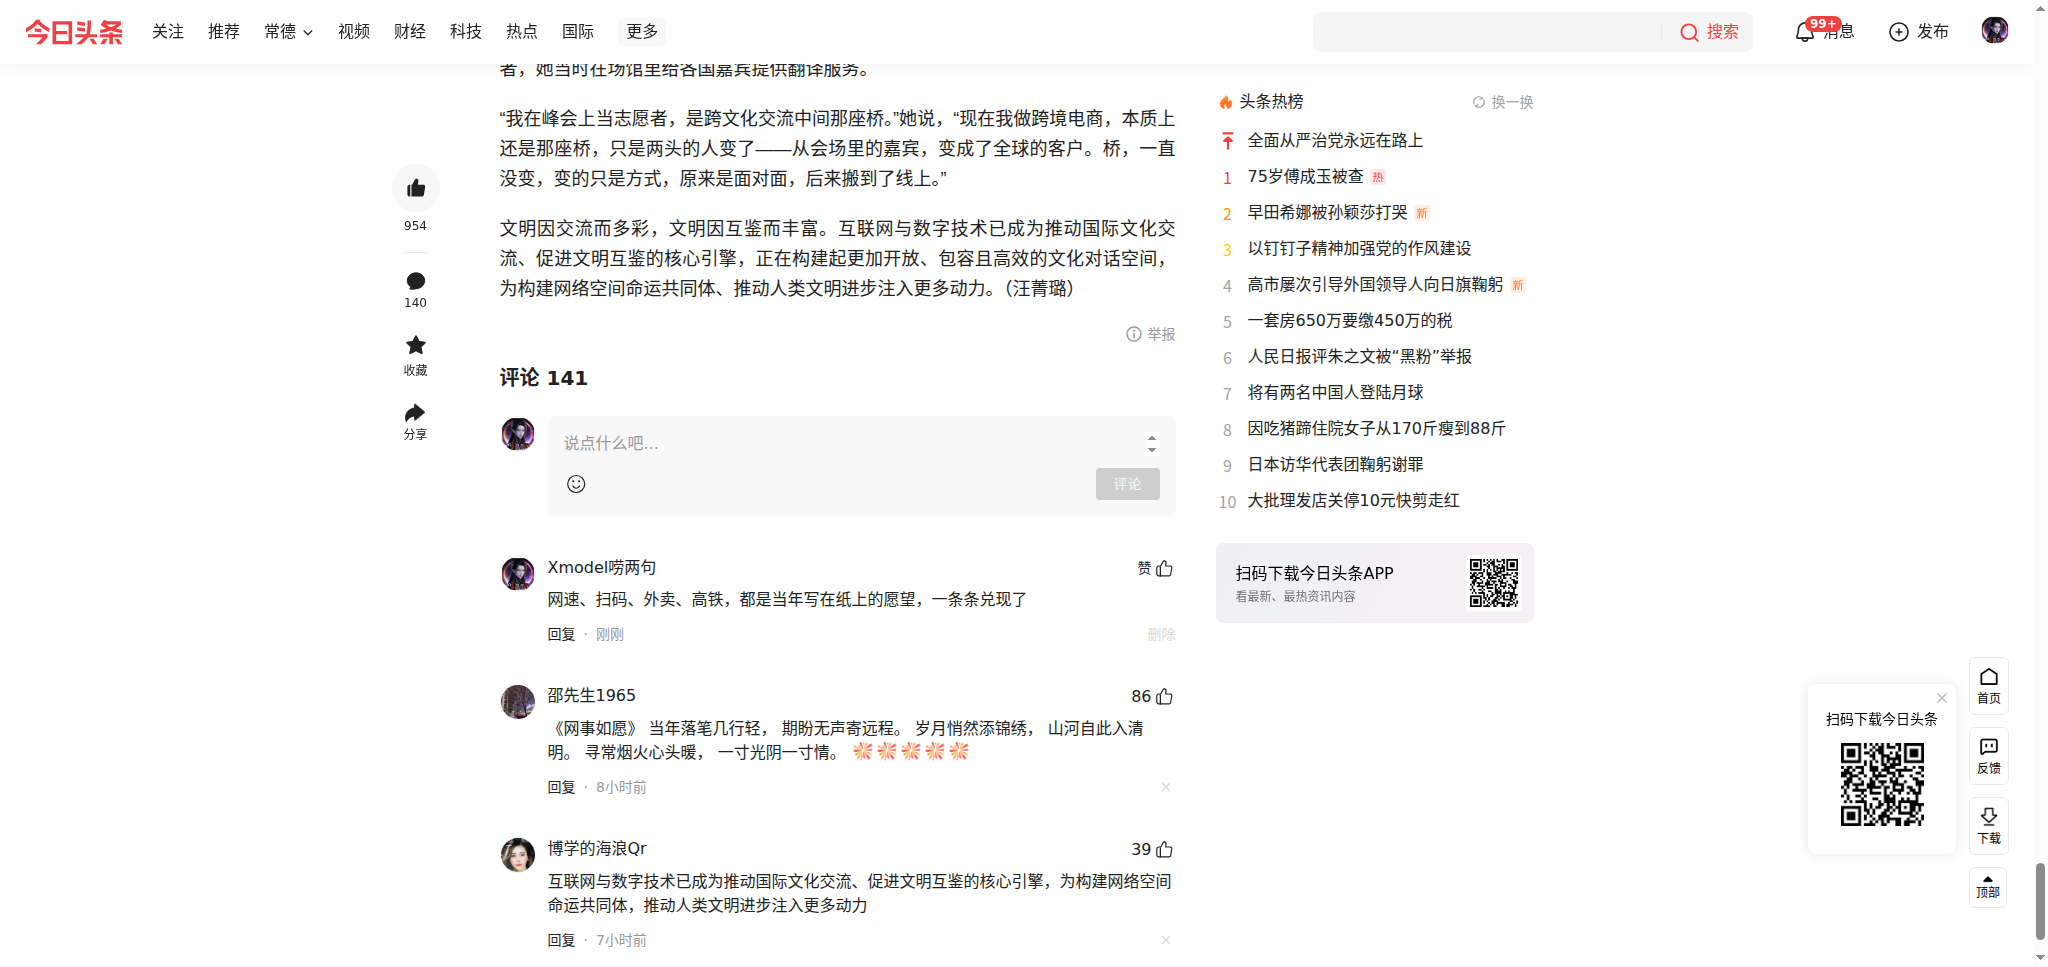 今日头条
关注 推荐 常德 视频 财经 科技 热点 国际 更多
搜索
99+
消息
发布
者，她当时在场馆里给各国嘉宾提供翻译服务。
“我在峰会上当志愿者，是跨文化交流中间那座桥。”她说，“现在我做跨境电商，本质上
还是那座桥，只是两头的人变了——从会场里的嘉宾，变成了全球的客户。桥，一直
没变，变的只是方式，原来是面对面，后来搬到了线上。”
文明因交流而多彩，文明因互鉴而丰富。互联网与数字技术已成为推动国际文化交
流、促进文明互鉴的核心引擎，正在构建起更加开放、包容且高效的文化对话空间，
为构建网络空间命运共同体、推动人类文明进步注入更多动力。（汪菁璐）
举报
954
140
收藏
分享
评论 141
说点什么吧...
评论
Xmodel唠两句
赞
网速、扫码、外卖、高铁，都是当年写在纸上的愿望，一条条兑现了
回复 · 刚刚
删除
邵先生1965
86
《网事如愿》 当年落笔几行轻， 期盼无声寄远程。 岁月悄然添锦绣， 山河自此入清
明。 寻常烟火心头暖， 一寸光阴一寸情。
回复 · 8小时前
博学的海浪Qr
39
互联网与数字技术已成为推动国际文化交流、促进文明互鉴的核心引擎，为构建网络空间
命运共同体，推动人类文明进步注入更多动力
回复 · 7小时前
头条热榜
换一换
全面从严治党永远在路上
1 75岁傅成玉被查 热
2 早田希娜被孙颖莎打哭 新
3 以钉钉子精神加强党的作风建设
4 高市屡次引导外国领导人向日旗鞠躬 新
5 一套房650万要缴450万的税
6 人民日报评朱之文被“黑粉”举报
7 将有两名中国人登陆月球
8 因吃猪蹄住院女子从170斤瘦到88斤
9 日本访华代表团鞠躬谢罪
10 大批理发店关停10元快剪走红
扫码下载今日头条APP
看最新、最热资讯内容
扫码下载今日头条
首页
反馈
下载
顶部